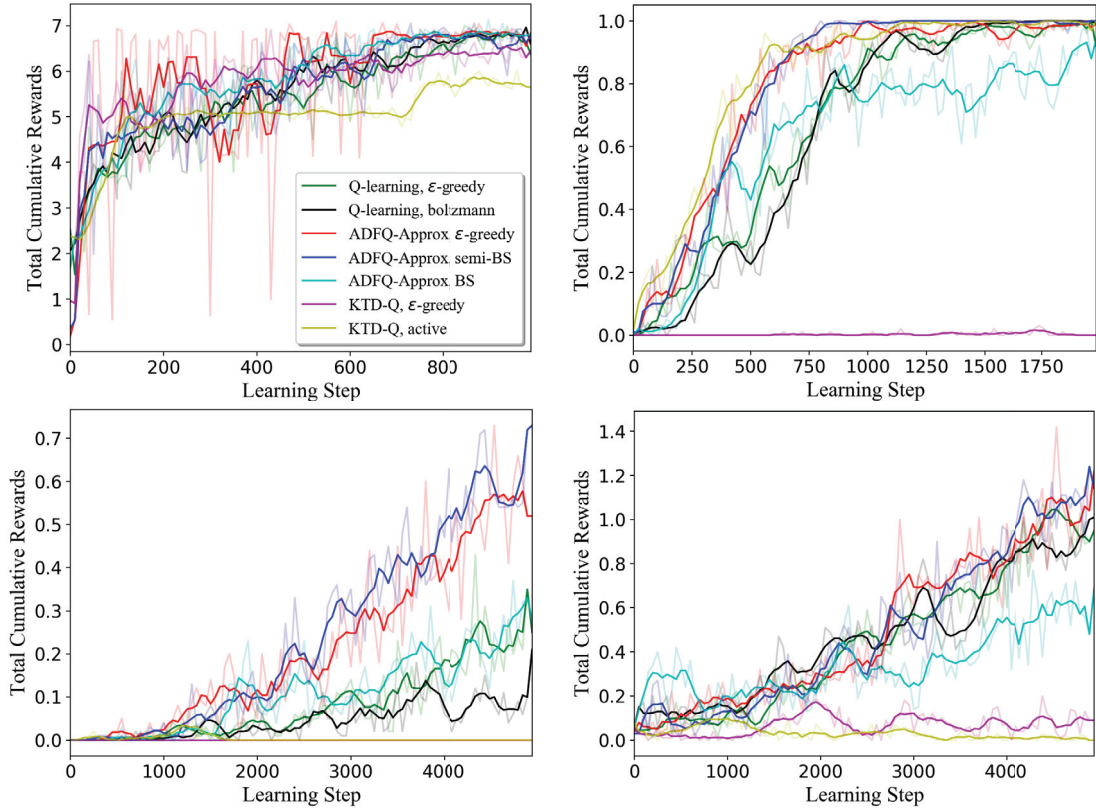 7
6
5
4
3
2
1
0
Total Cumulative Rewards
Q-learning, ε-greedy
Q-learning, boltzmann
ADFQ-Approx, ε-greedy
ADFQ-Approx, semi-BS
ADFQ-Approx, BS
KTD-Q, ε-greedy
KTD-Q, active
0 200 400 600 800
Learning Step
1.0
0.8
0.6
0.4
0.2
0.0
Total Cumulative Rewards
0 250 500 750 1000 1250 1500 1750
Learning Step
0.7
0.6
0.5
0.4
0.3
0.2
0.1
0.0
Total Cumulative Rewards
0 1000 2000 3000 4000
Learning Step
1.4
1.2
1.0
0.8
0.6
0.4
0.2
0.0
Total Cumulative Rewards
0 1000 2000 3000 4000
Learning Step